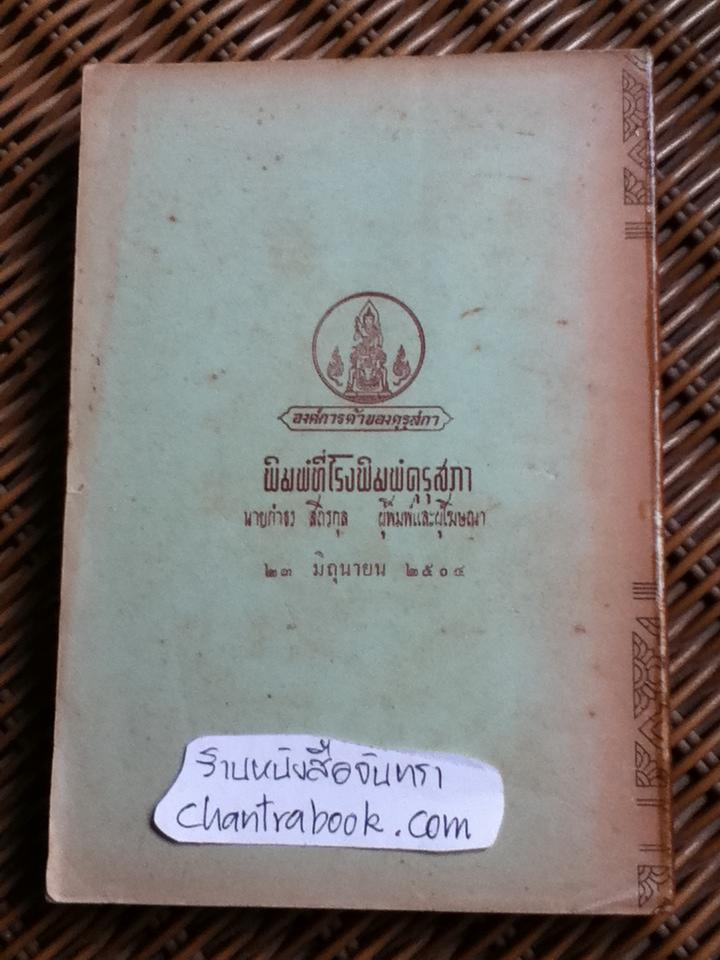 องค์การค้าของคุรุสภา
พิมพ์ที่โรงพิมพ์คุรุสภา
นายกำธร สถิรกุล ผู้พิมพ์และผู้โฆษณา
๒๓ มิถุนายน ๒๕๐๔
ร้านหนังสือจันทรา
chantrabook.com